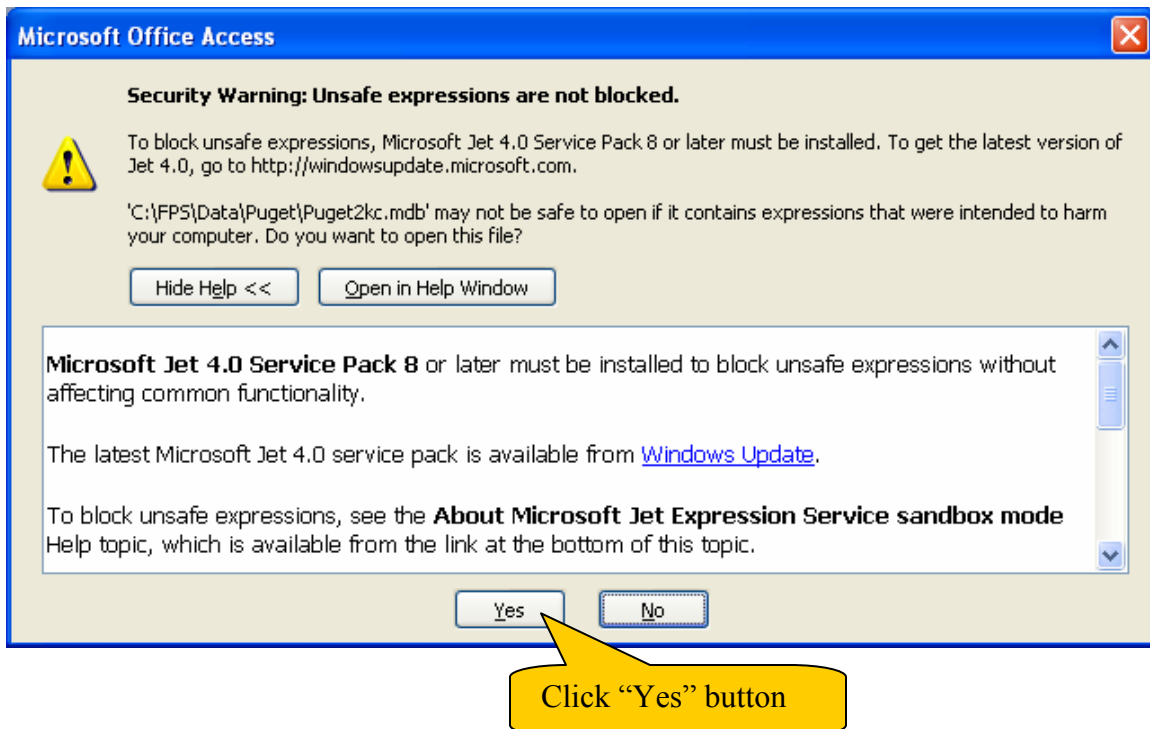 Microsoft Office Access
Security Warning: Unsafe expressions are not blocked.
To block unsafe expressions, Microsoft Jet 4.0 Service Pack 8 or later must be installed. To get the latest version of
Jet 4.0, go to http://windowsupdate.microsoft.com.
'C:\FPS\Data\Puget\Puget2kc.mdb' may not be safe to open if it contains expressions that were intended to harm
your computer. Do you want to open this file?
Hide Help << Open in Help Window
Microsoft Jet 4.0 Service Pack 8 or later must be installed to block unsafe expressions without
affecting common functionality.
The latest Microsoft Jet 4.0 service pack is available from Windows Update.
To block unsafe expressions, see the About Microsoft Jet Expression Service sandbox mode
Help topic, which is available from the link at the bottom of this topic.
Yes No
Click “Yes” button